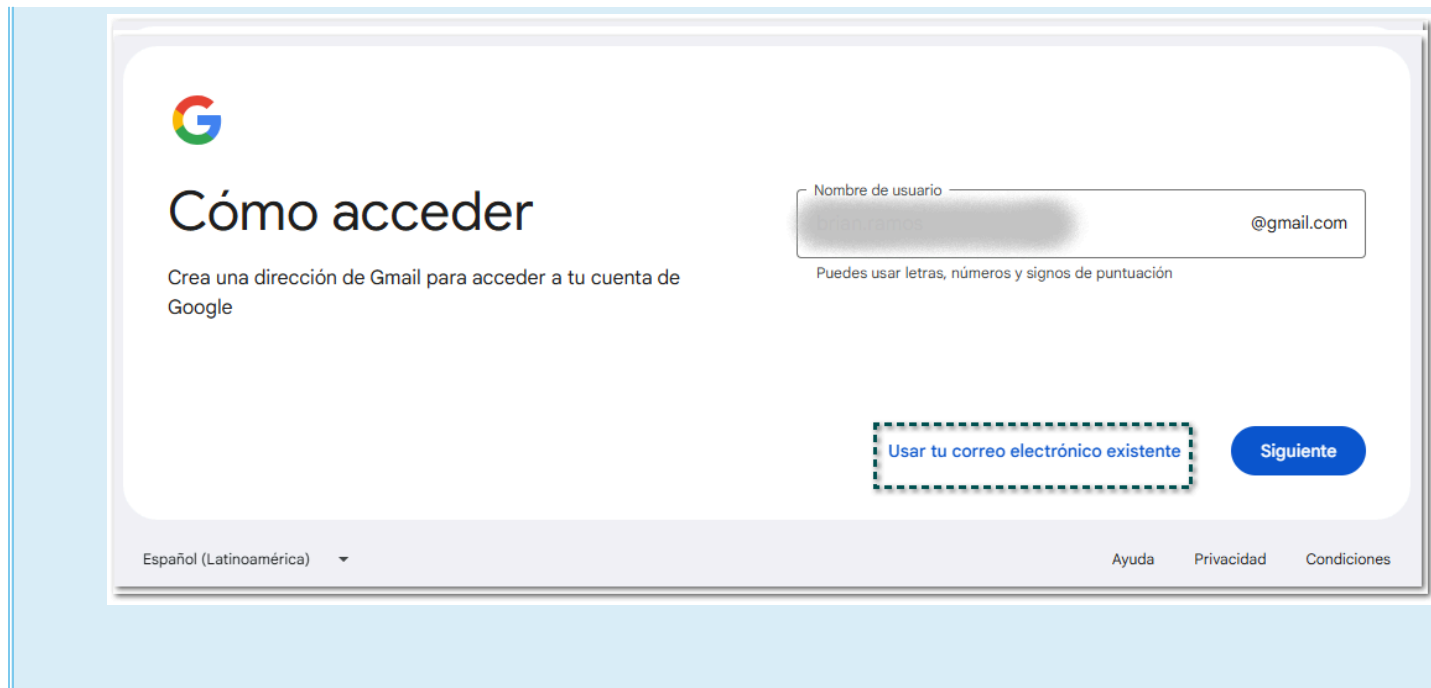 Cómo acceder
Crea una dirección de Gmail para acceder a tu cuenta de
Google
Nombre de usuario
@gmail.com
Puedes usar letras, números y signos de puntuación
Usar tu correo electrónico existente
Siguiente
Español (Latinoamérica)
Ayuda Privacidad Condiciones